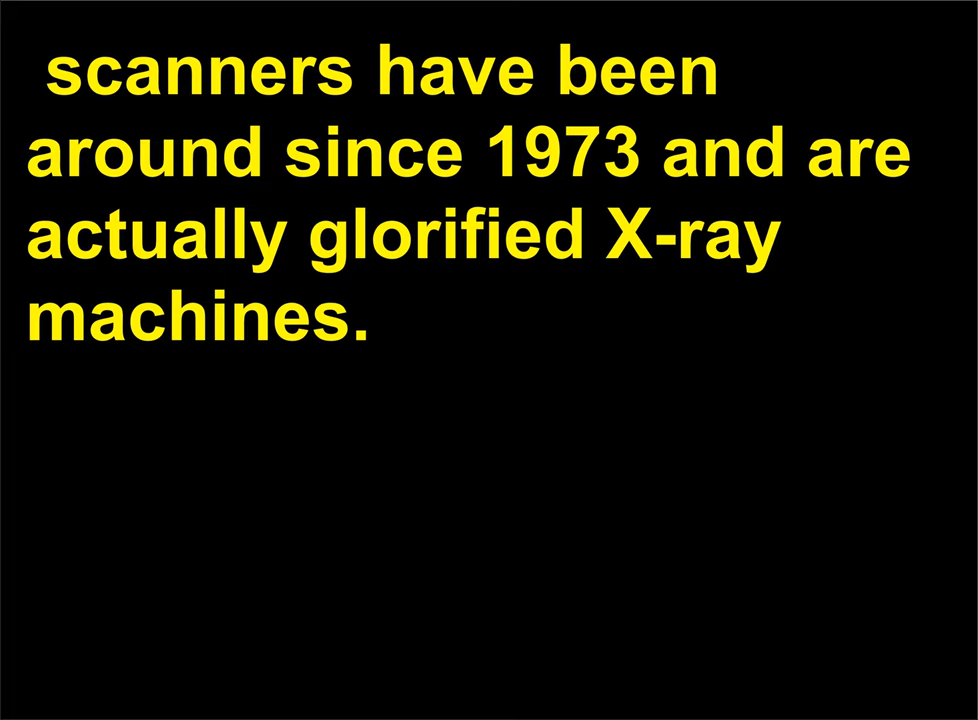 scanners have been
around since 1973 and are
actually glorified X-ray
machines.